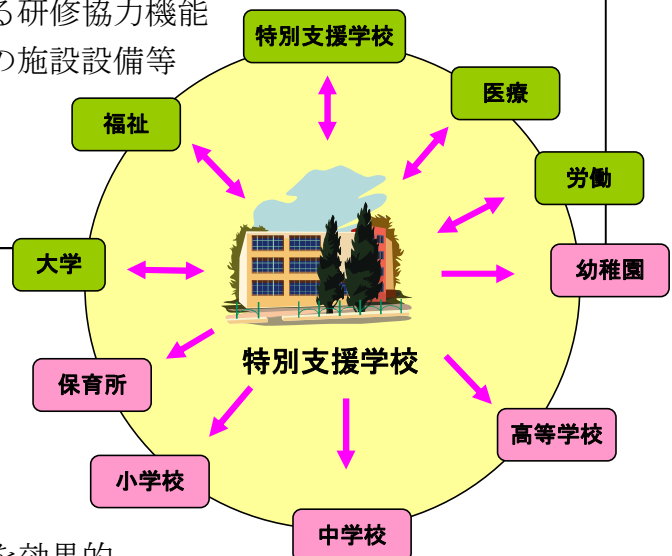 る研修協力機能
の施設設備等
特別支援学校
医療
福祉
労働
大学
幼稚園
特別支援学校
保育所
高等学校
小学校
中学校
を効果的